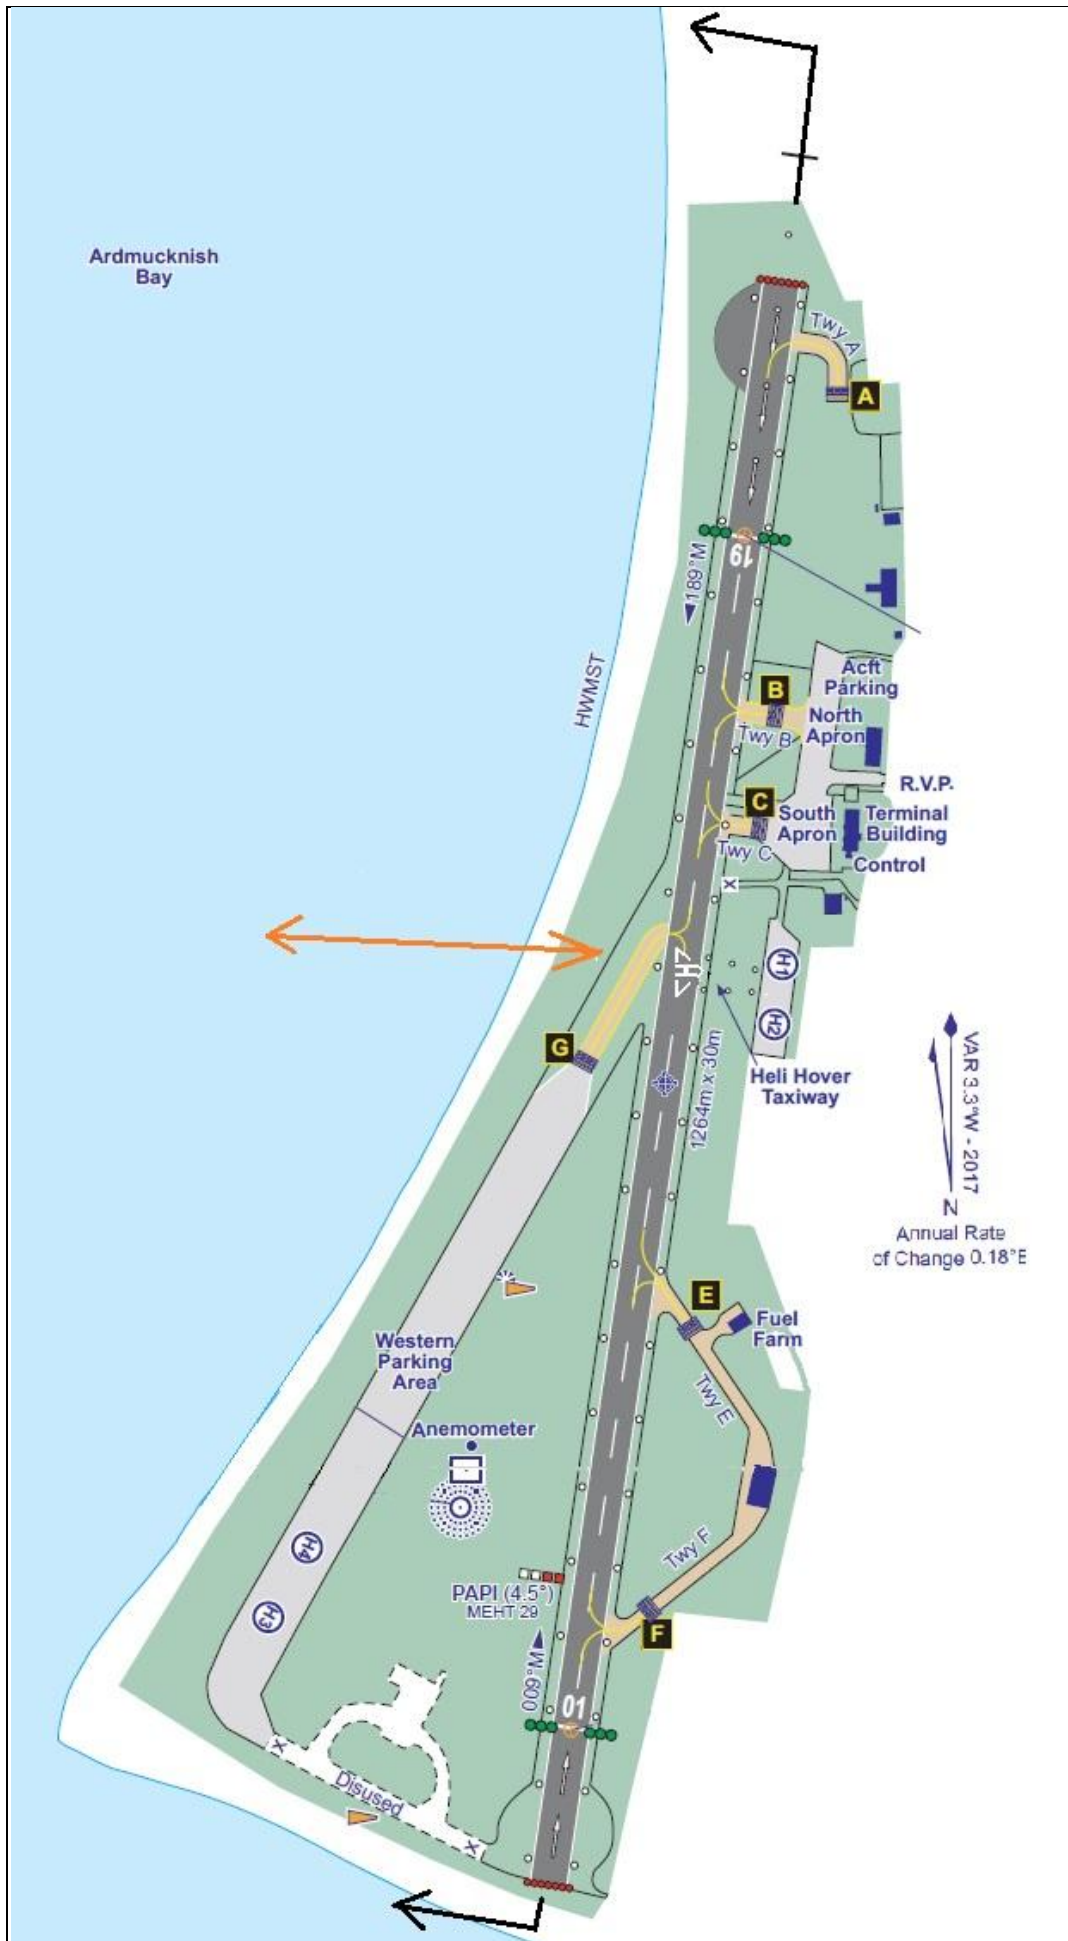 Ardmucknish
Bay
Twy A
A
19
189°M
HWMST
B
Acft
Parking
North
Apron
Twy B
R.V.P.
C
South
Apron
Terminal
Building
Twy C
Control
X
H1
<H>
G
H2
1264m x 30m
Heli Hover
Taxiway
VAR 3.3°W - 2017
N
Annual Rate
of Change 0.18°E
E
Fuel
Farm
Western
Parking
Area
Twy E
Anemometer
H4
Twy F
PAPI (4.5°)
MEHT 29
H3
F
009°M
01
X
Disused
X